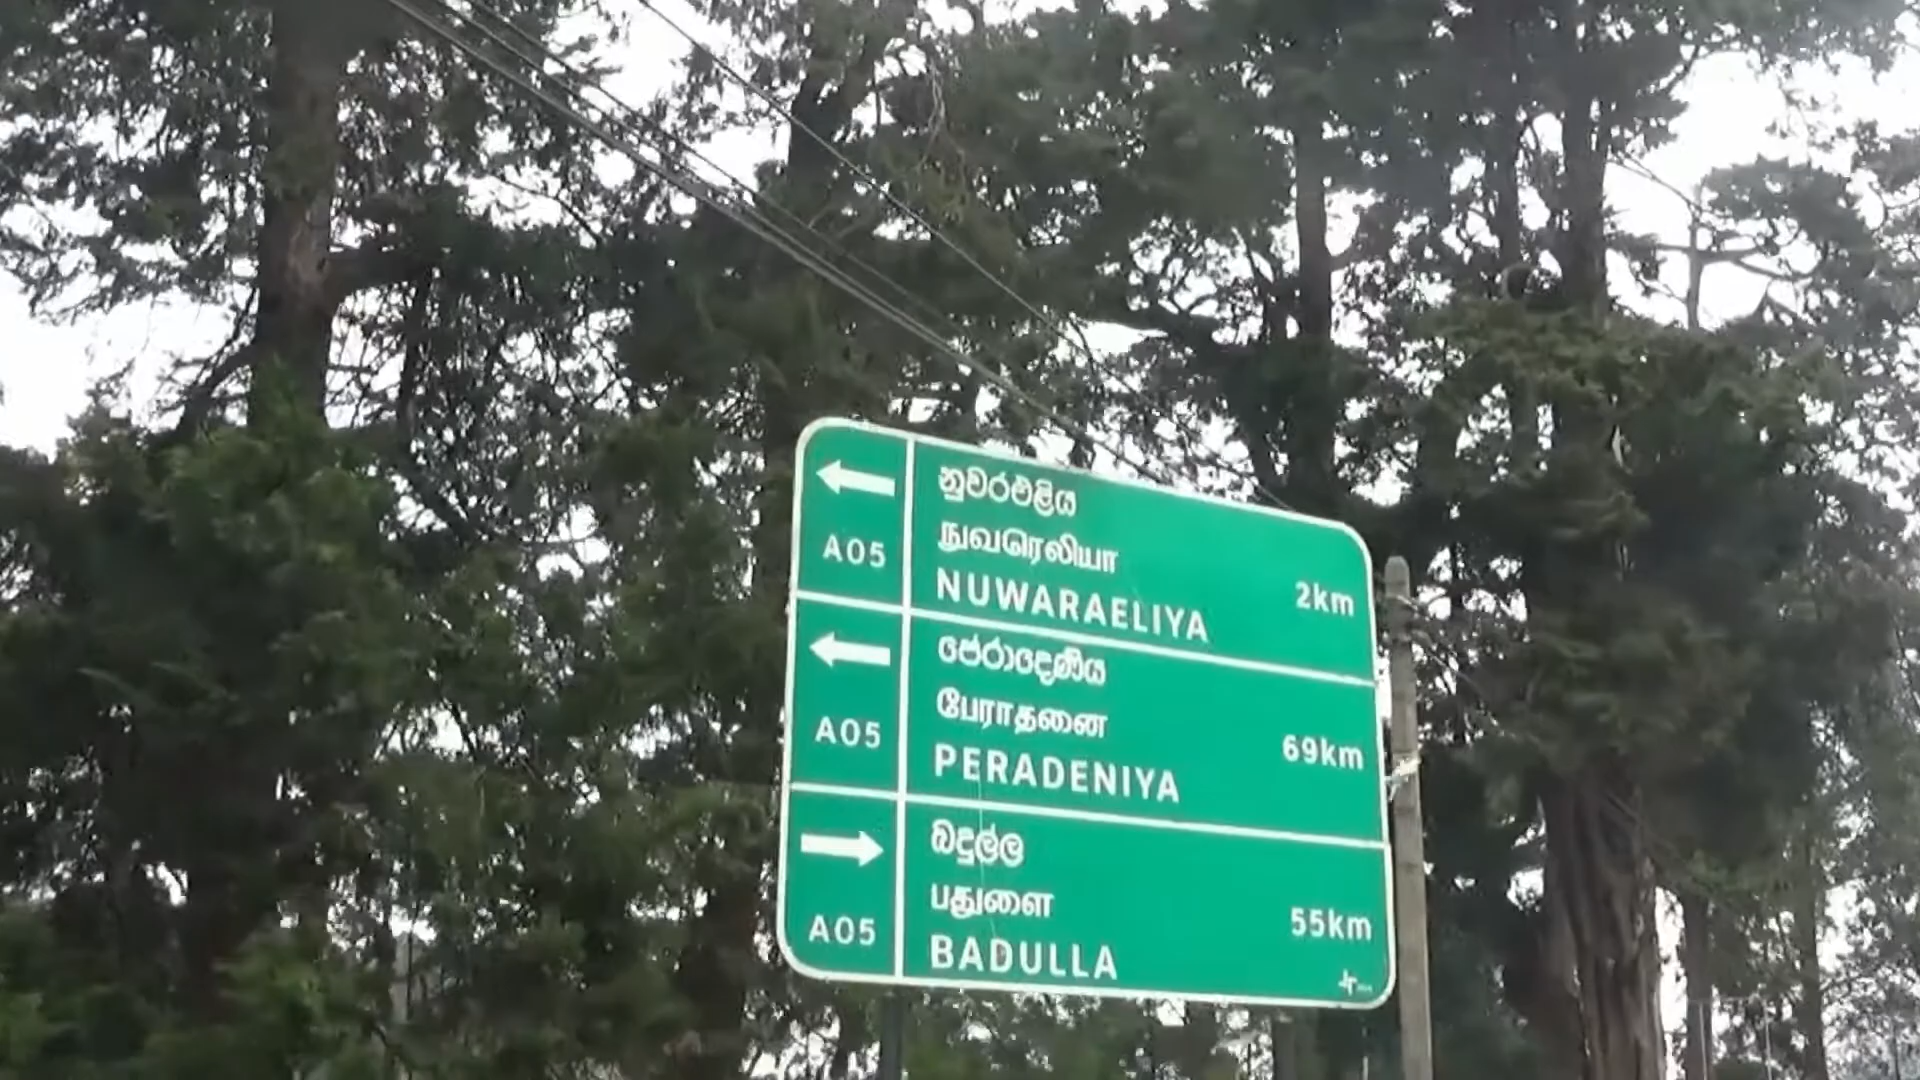 A05
නුවරඑළිය
நுவரெலியா
NUWARAELIYA
2km
A05
පේරාදෙණිය
பேராதனை
PERADENIYA
69km
A05
බදුල්ල
பதுளை
BADULLA
55km